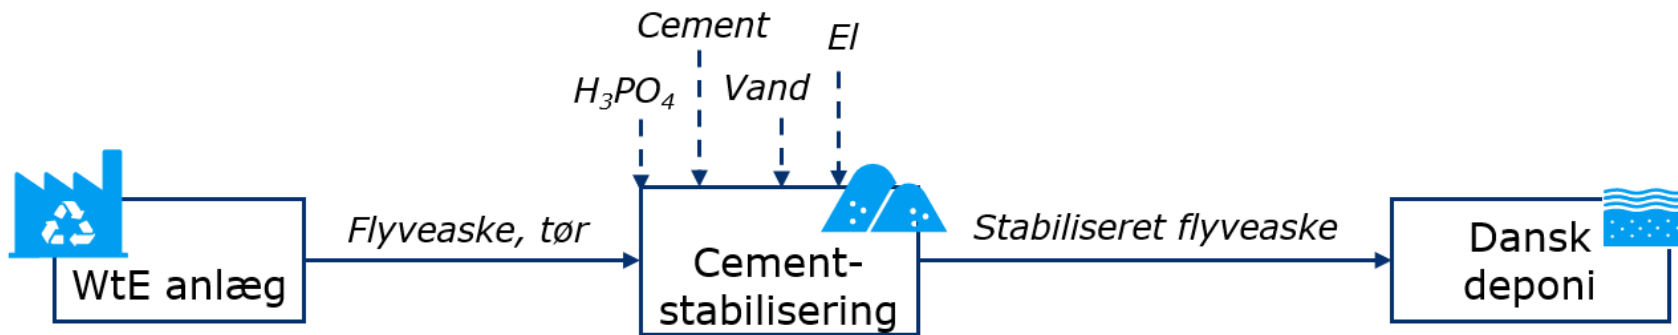 Cement
El
H₃PO₄
Vand
Flyveaske, tør
Stabiliseret flyveaske
WtE anlæg
Cement-
stabilisering
Dansk
deponi